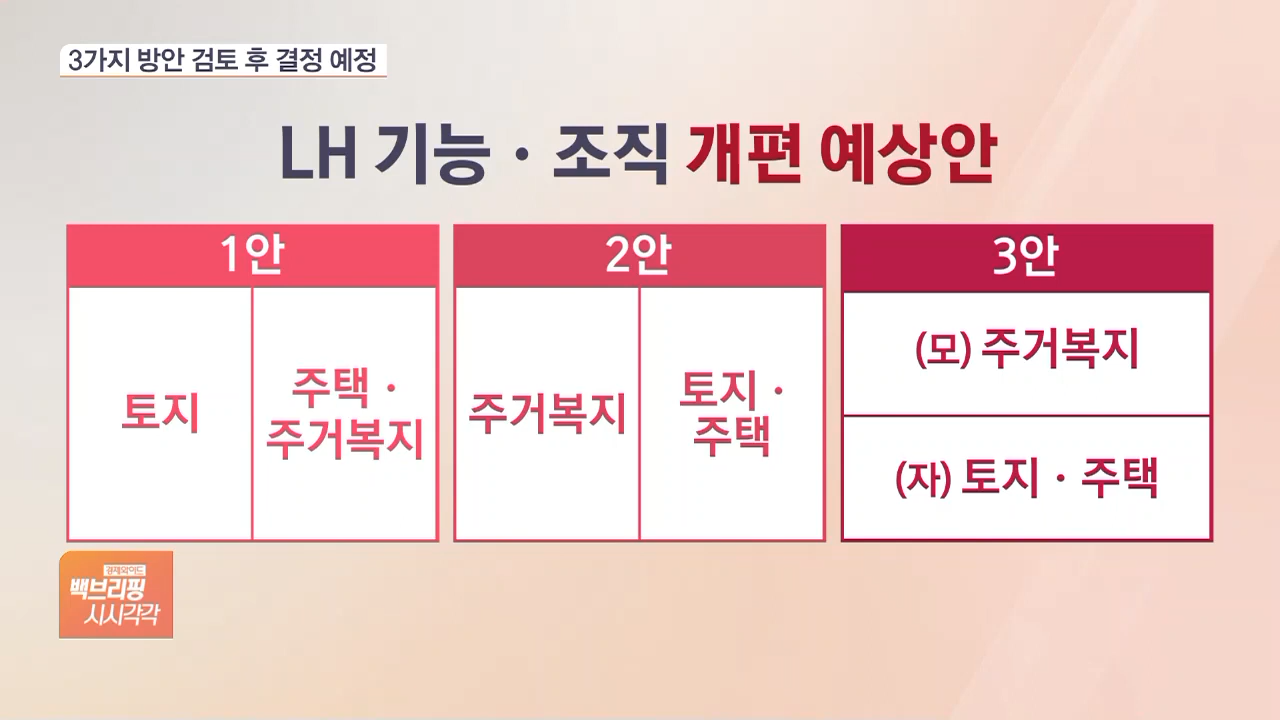 3가지 방안 검토 후 결정 예정
LH 기능 · 조직 개편 예상안
1안
토지
주택 ·
주거복지
2안
주거복지
토지 ·
주택
3안
(모) 주거복지
(자) 토지 · 주택
경제와이드
백브리핑
시시각각